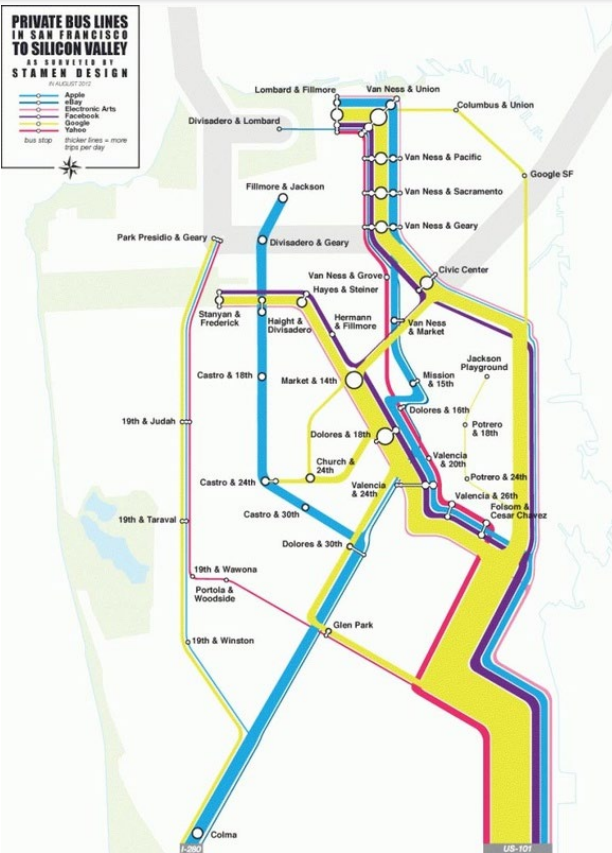 PRIVATE BUS LINES
IN SAN FRANCISCO
TO SILICON VALLEY
AS SURVEYED BY
STAMEN DESIGN
IN AUGUST 2012
Apple
eBay
Electronic Arts
Facebook
Google
Yahoo
bus stop
thicker lines = more
trips per day
Lombard & Fillmore
Van Ness & Union
Columbus & Union
Divisadero & Lombard
Van Ness & Pacific
Google SF
Fillmore & Jackson
Van Ness & Sacramento
Van Ness & Geary
Park Presidio & Geary
Divisadero & Geary
Civic Center
Van Ness & Grove
Hayes & Steiner
Stanyan &
Frederick
Haight &
Divisadero
Hermann
& Fillmore
Van Ness
& Market
Jackson
Playground
Castro & 18th
Market & 14th
Mission
& 15th
Dolores & 16th
19th & Judah
Dolores & 18th
Potrero
& 18th
Valencia
& 20th
Church &
24th
Castro & 24th
Valencia
& 24th
Potrero & 24th
Valencia & 26th
Castro & 30th
Folsom &
Cesar Chavez
19th & Taraval
Dolores & 30th
19th & Wawona
Portola &
Woodside
Glen Park
19th & Winston
Colma
I-280
US-101